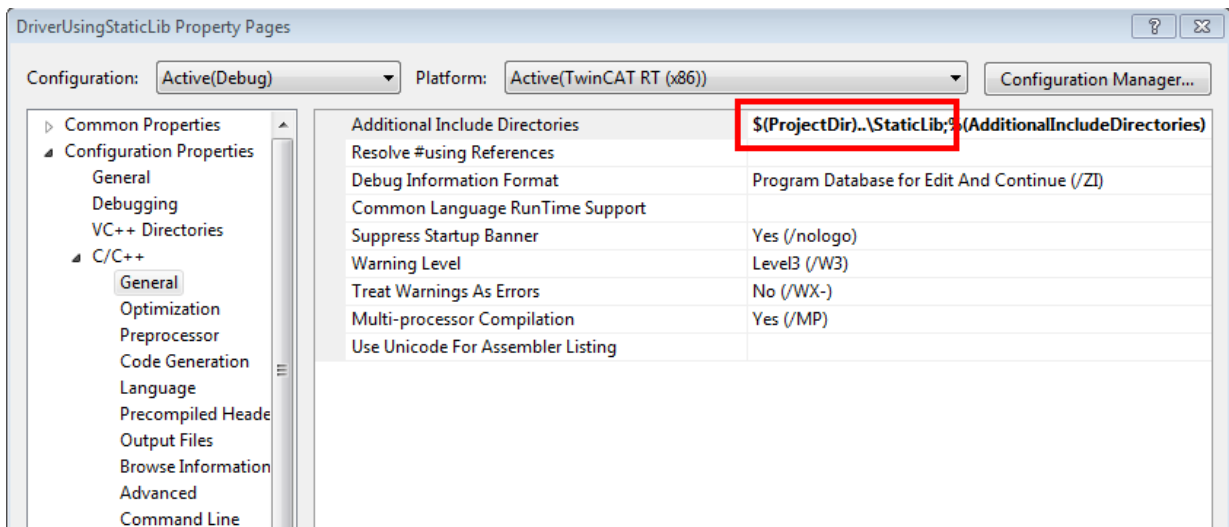 DriverUsingStaticLib Property Pages
Configuration: Active(Debug) Platform: Active(TwinCAT RT (x86)) Configuration Manager...
Common Properties
Configuration Properties
General
Debugging
VC++ Directories
C/C++
General
Optimization
Preprocessor
Code Generation
Language
Precompiled Heade
Output Files
Browse Information
Advanced
Command Line
Additional Include Directories $(ProjectDir)..\StaticLib;%(AdditionalIncludeDirectories)
Resolve #using References
Debug Information Format Program Database for Edit And Continue (/ZI)
Common Language RunTime Support
Suppress Startup Banner Yes (/nologo)
Warning Level Level3 (/W3)
Treat Warnings As Errors No (/WX-)
Multi-processor Compilation Yes (/MP)
Use Unicode For Assembler Listing